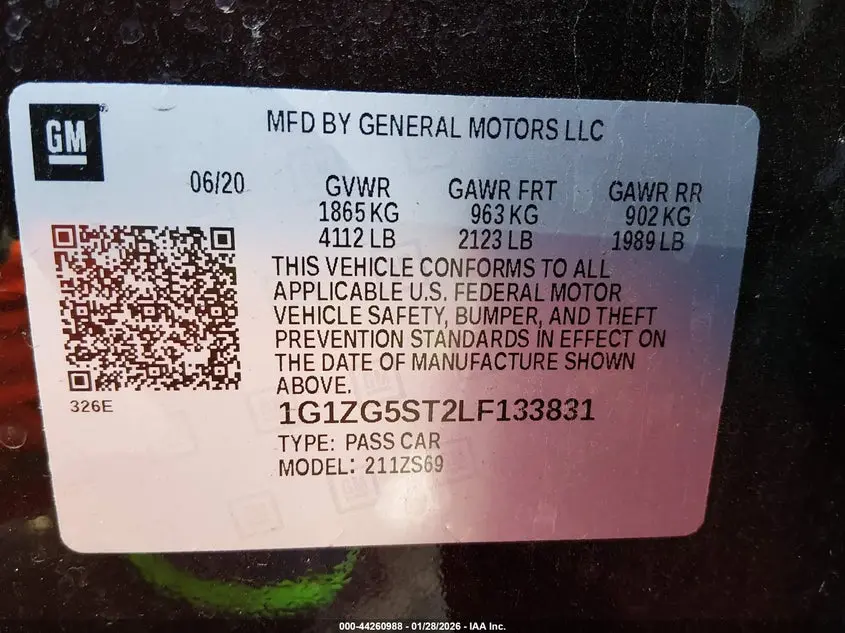 GM
MFD BY GENERAL MOTORS LLC
06/20
GVWR GAWR FRT GAWR RR
1865 KG 963 KG 902 KG
4112 LB 2123 LB 1989 LB
THIS VEHICLE CONFORMS TO ALL
APPLICABLE U.S. FEDERAL MOTOR
VEHICLE SAFETY, BUMPER, AND THEFT
PREVENTION STANDARDS IN EFFECT ON
THE DATE OF MANUFACTURE SHOWN
ABOVE.
326E
1G1ZG5ST2LF133831
TYPE: PASS CAR
MODEL: 211ZS69
000-44260988 - 01/28/2026 - IAA Inc.